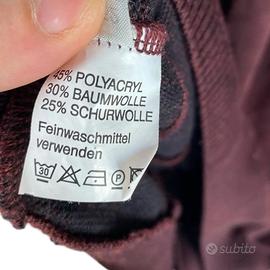 45% POLYACRYL
30% BAUMWOLLE
25% SCHURWOLLE
Feinwaschmittel
verwenden
30
P
subito